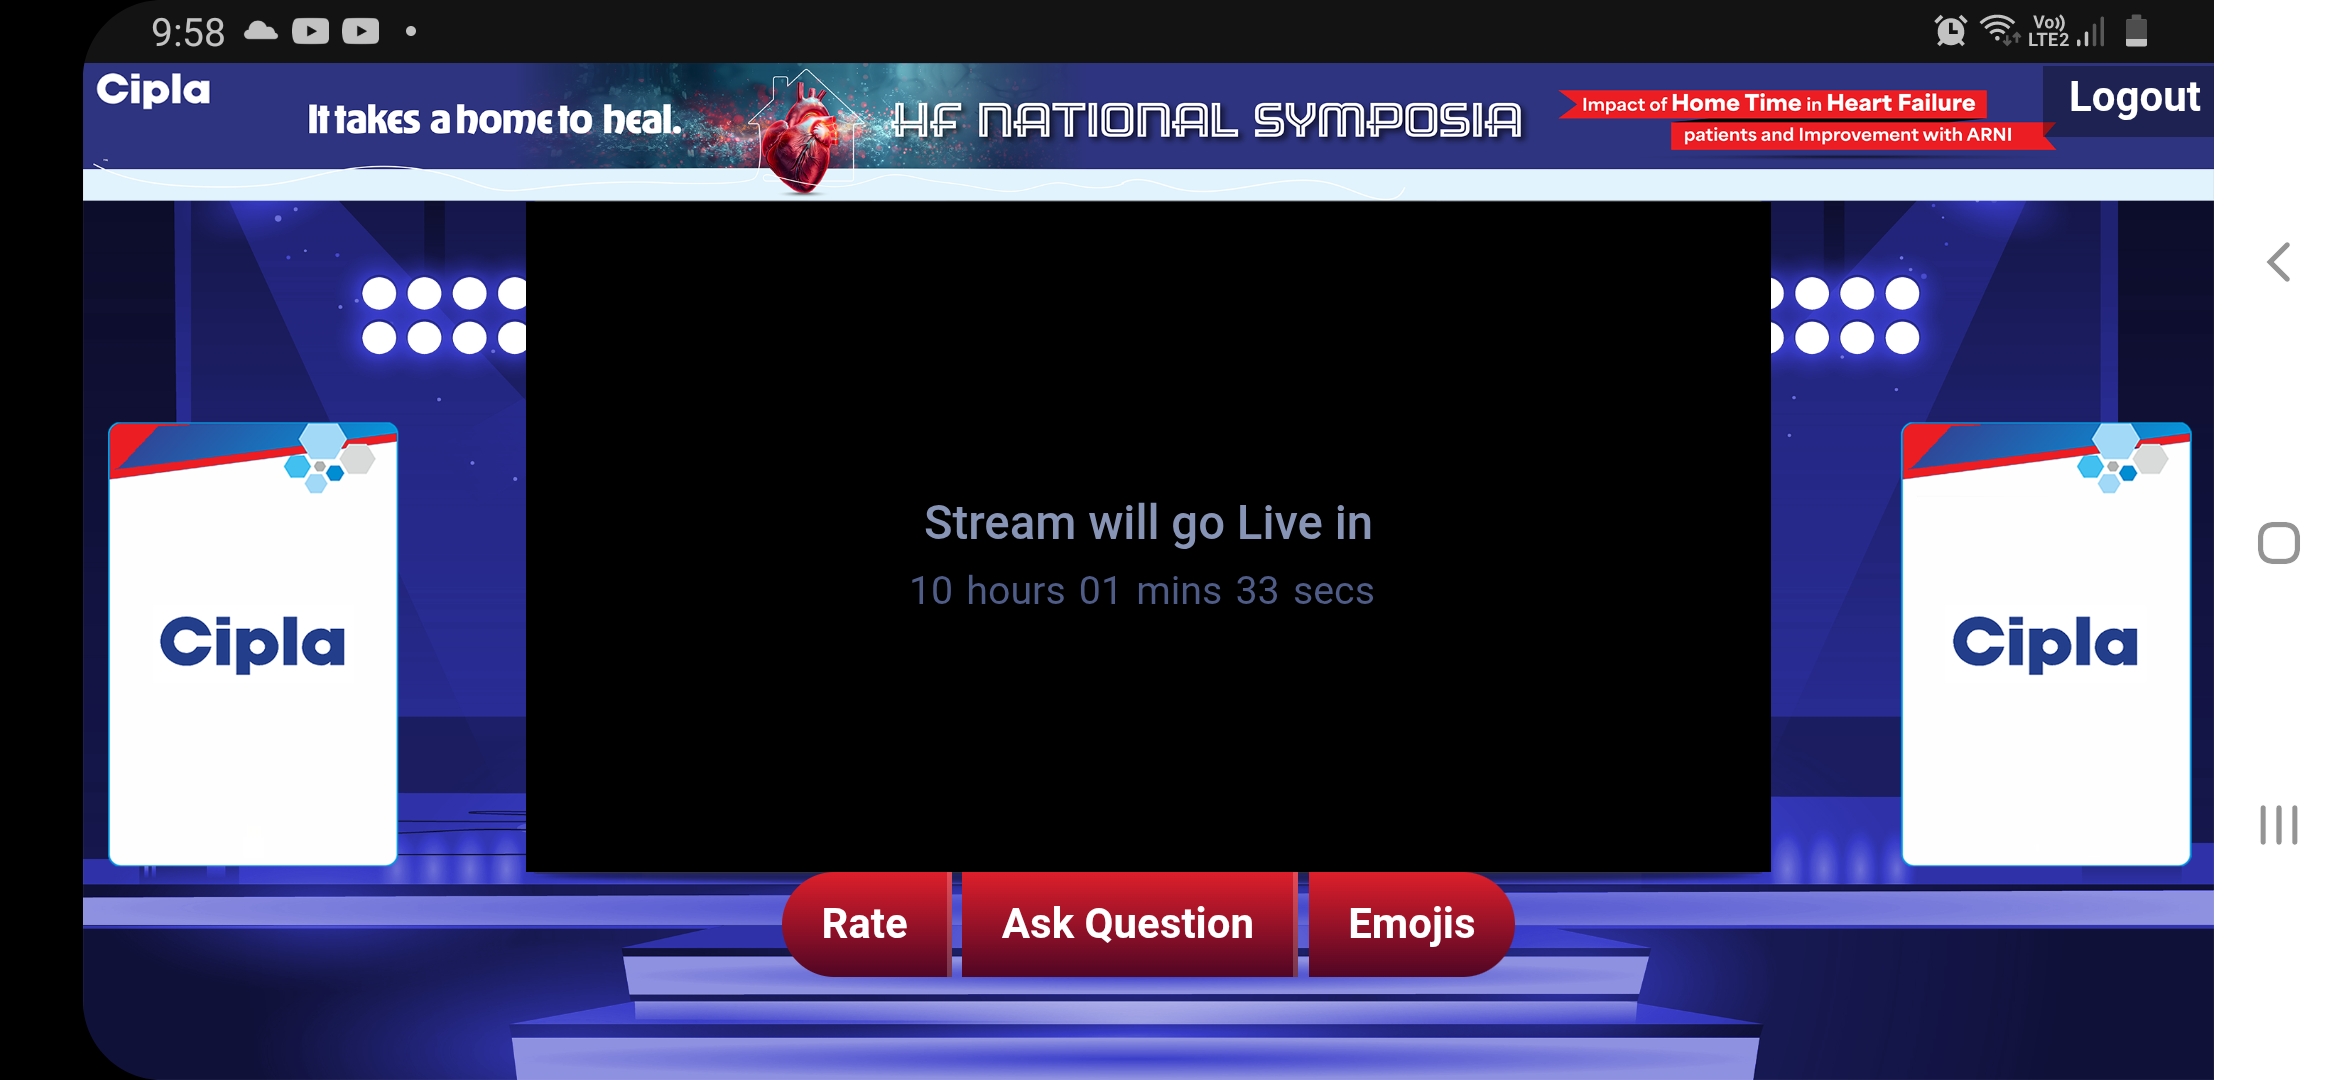 9:58
Vo))
LTE2
Cipla
It takes a home to heal.
HF NATIONAL SYMPOSIA
Impact of Home Time in Heart Failure
patients and Improvement with ARNI
Logout
Stream will go Live in
10 hours 01 mins 33 secs
Cipla
Cipla
Rate
Ask Question
Emojis